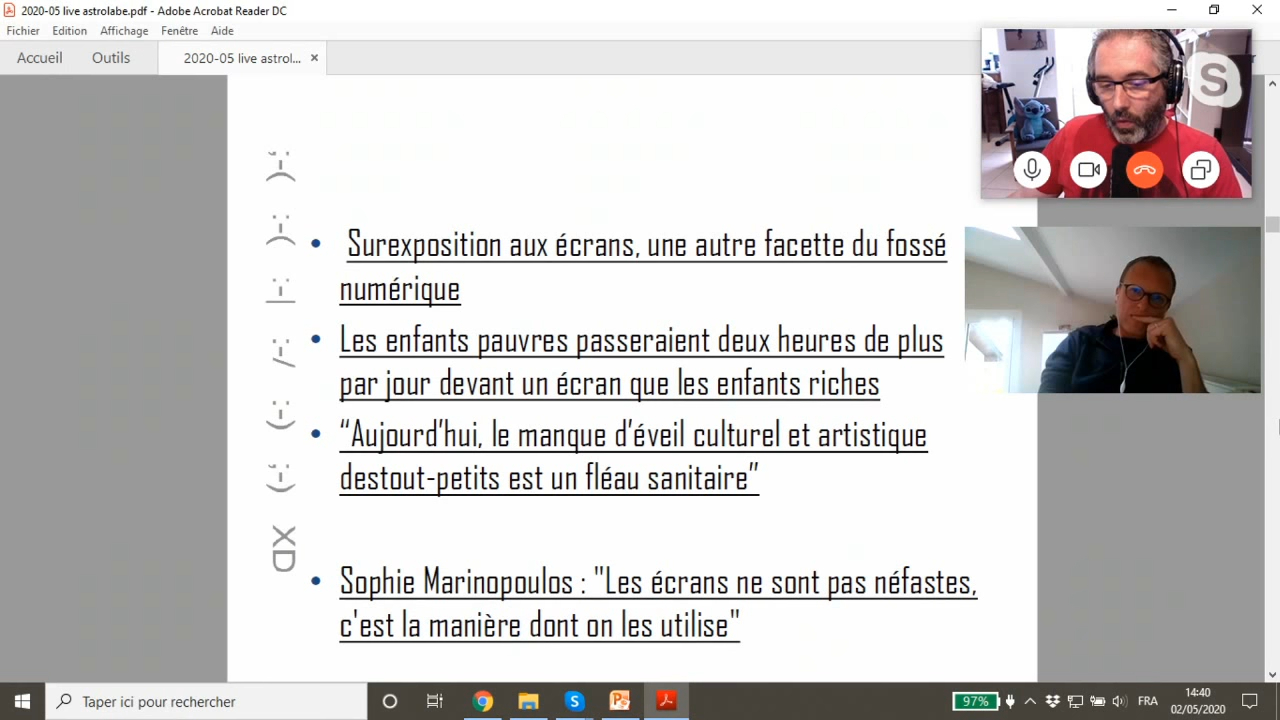 2020-05 live astrolabe.pdf - Adobe Acrobat Reader DC
Fichier Edition Affichage Fenêtre Aide
Accueil Outils 2020-05 live astrol... ×
S
Surexposition aux écrans, une autre facette du fossé
numérique
Les enfants pauvres passeraient deux heures de plus
par jour devant un écran que les enfants riches
“Aujourd’hui, le manque d’éveil culturel et artistique
destout-petits est un fléau sanitaire”
Sophie Marinopoulos : "Les écrans ne sont pas néfastes,
c'est la manière dont on les utilise"
XD
Taper ici pour rechercher
97%
FRA
14:40
02/05/2020